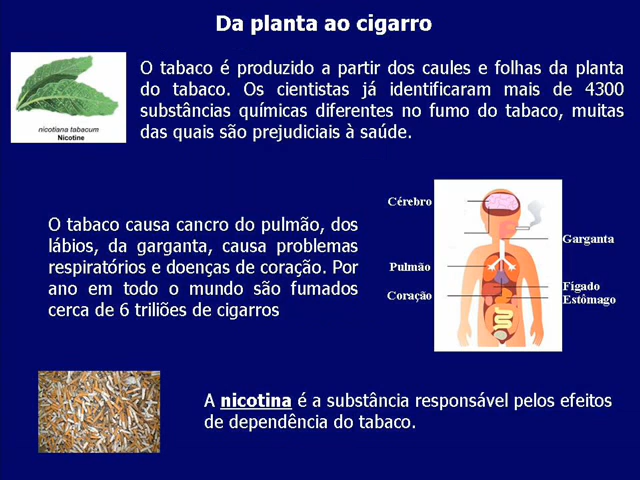 Da planta ao cigarro
O tabaco é produzido a partir dos caules e folhas da planta
do tabaco. Os cientistas já identificaram mais de 4300
substâncias químicas diferentes no fumo do tabaco, muitas
das quais são prejudiciais à saúde.
nicotiana tabacum
Nicotine
O tabaco causa cancro do pulmão, dos
lábios, da garganta, causa problemas
respiratórios e doenças de coração. Por
ano em todo o mundo são fumados
cerca de 6 triliões de cigarros
Cérebro
Garganta
Pulmão
Coração
Fígado
Estômago
A nicotina é a substância responsável pelos efeitos
de dependência do tabaco.